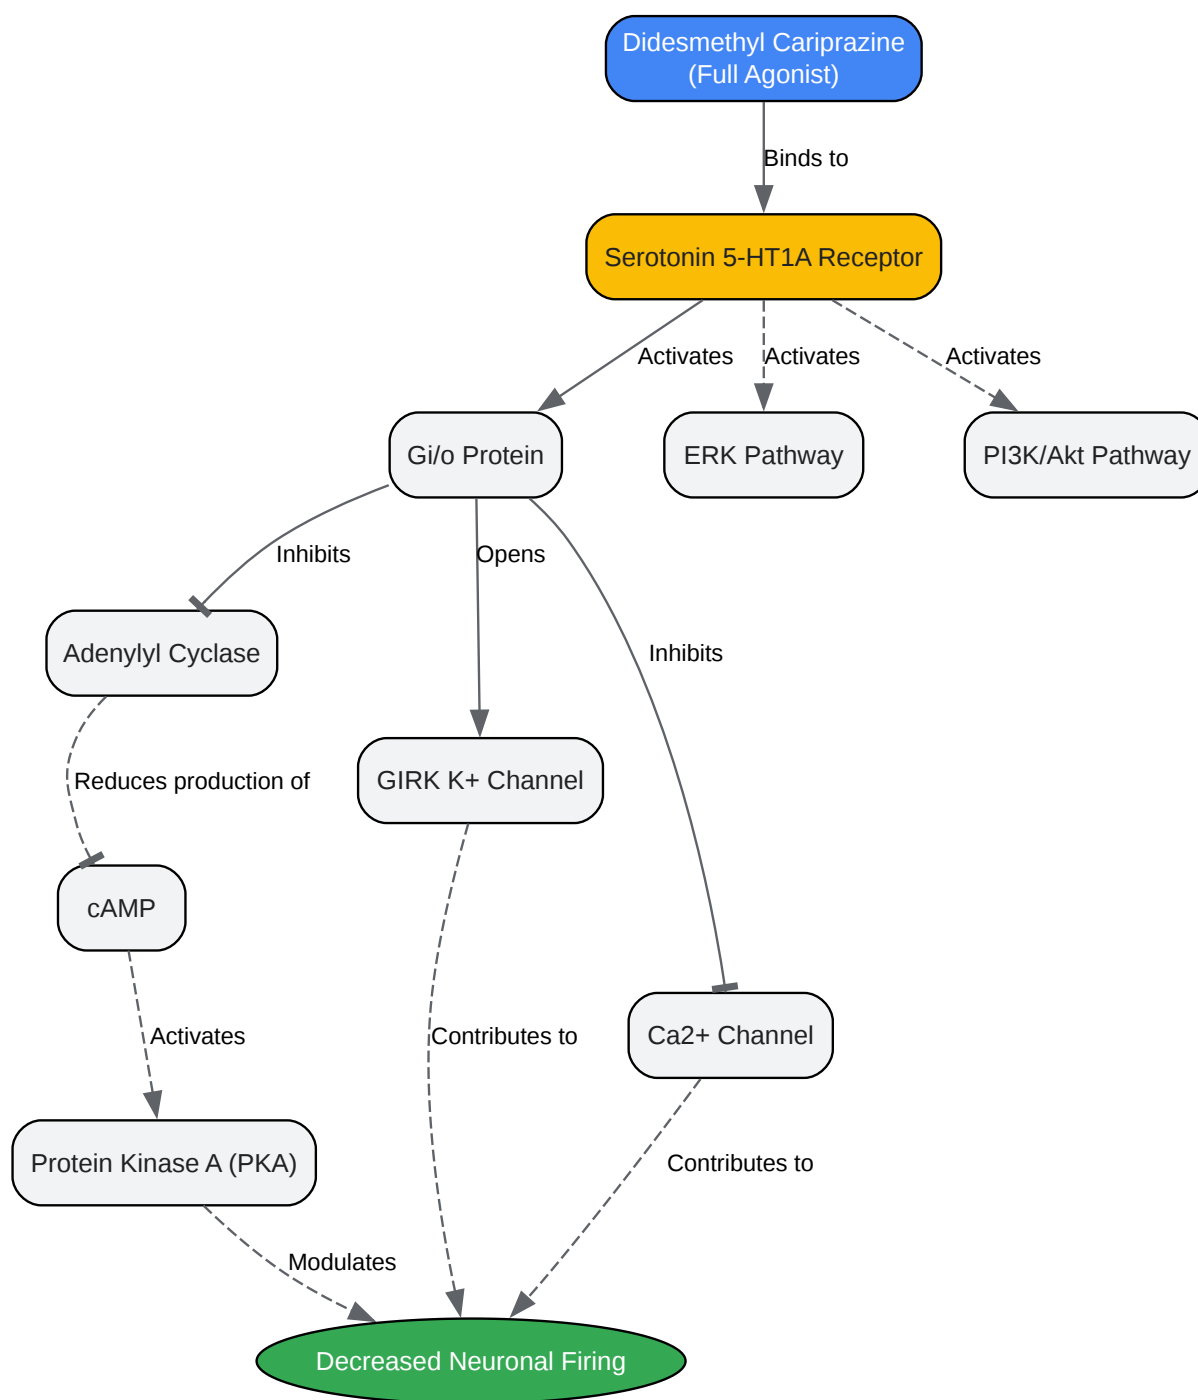 Didesmethyl Cariprazine
(Full Agonist)
Binds to
Serotonin 5-HT1A Receptor
Activates
Activates
Activates
Gi/o Protein
ERK Pathway
PI3K/Akt Pathway
Inhibits
Opens
Inhibits
Adenylyl Cyclase
Reduces production of
GIRK K+ Channel
cAMP
Activates
Contributes to
Ca2+ Channel
Protein Kinase A (PKA)
Contributes to
Modulates
Decreased Neuronal Firing